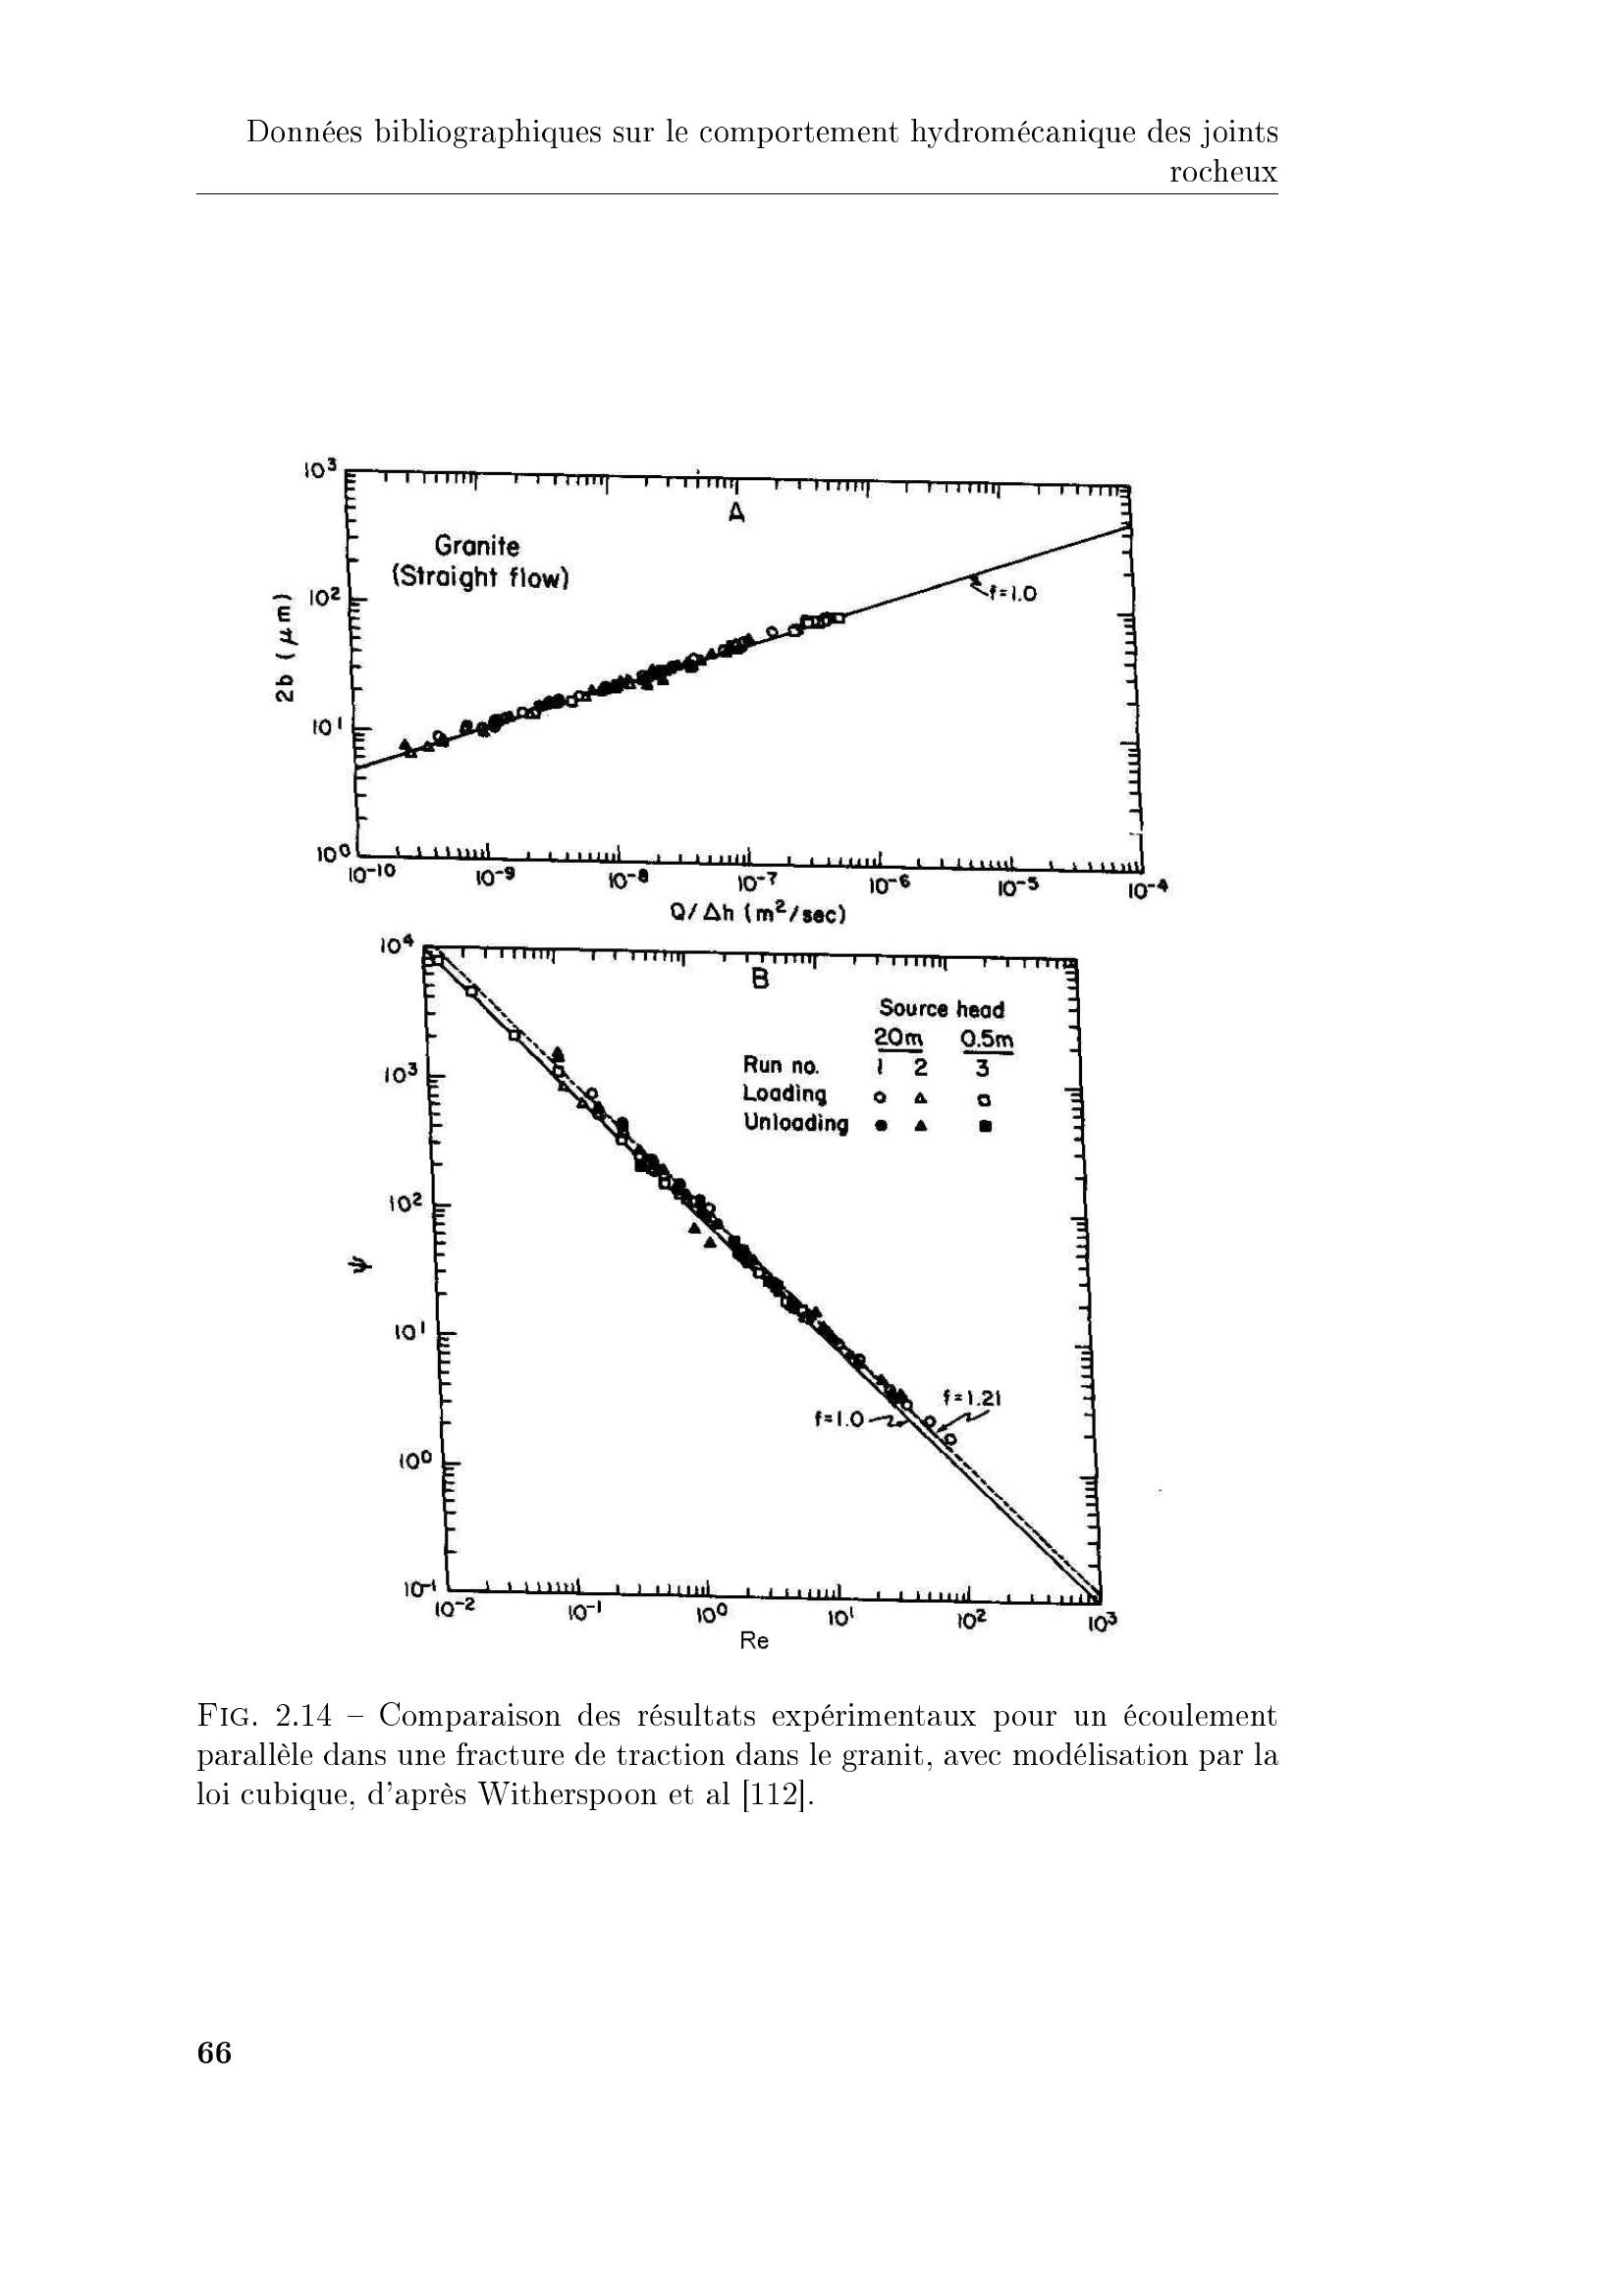 Données bibliographiques sur le comportement hydromécanique des joints
rocheux
10³
10²
10¹
10⁰
2b (μm)
A
Granite
(Straight flow)
f=1.0
10⁻¹⁰ 10⁻⁹ 10⁻⁸ 10⁻⁷ 10⁻⁶ 10⁻⁵ 10⁻⁴
Q/Δh (m²/sec)
10⁴
10³
10²
10¹
10⁰
10⁻¹
ψ
B
Source head
20m 0.5m
Run no. 1 2 3
Loading ○ △ □
Unloading ● ▲ ■
f=1.21
f=1.0
10⁻² 10⁻¹ 10⁰ 10¹ 10² 10³
Re
FIG. 2.14 – Comparaison des résultats expérimentaux pour un écoulement
parallèle dans une fracture de traction dans le granit, avec modélisation par la
loi cubique, d'après Witherspoon et al [112].
66